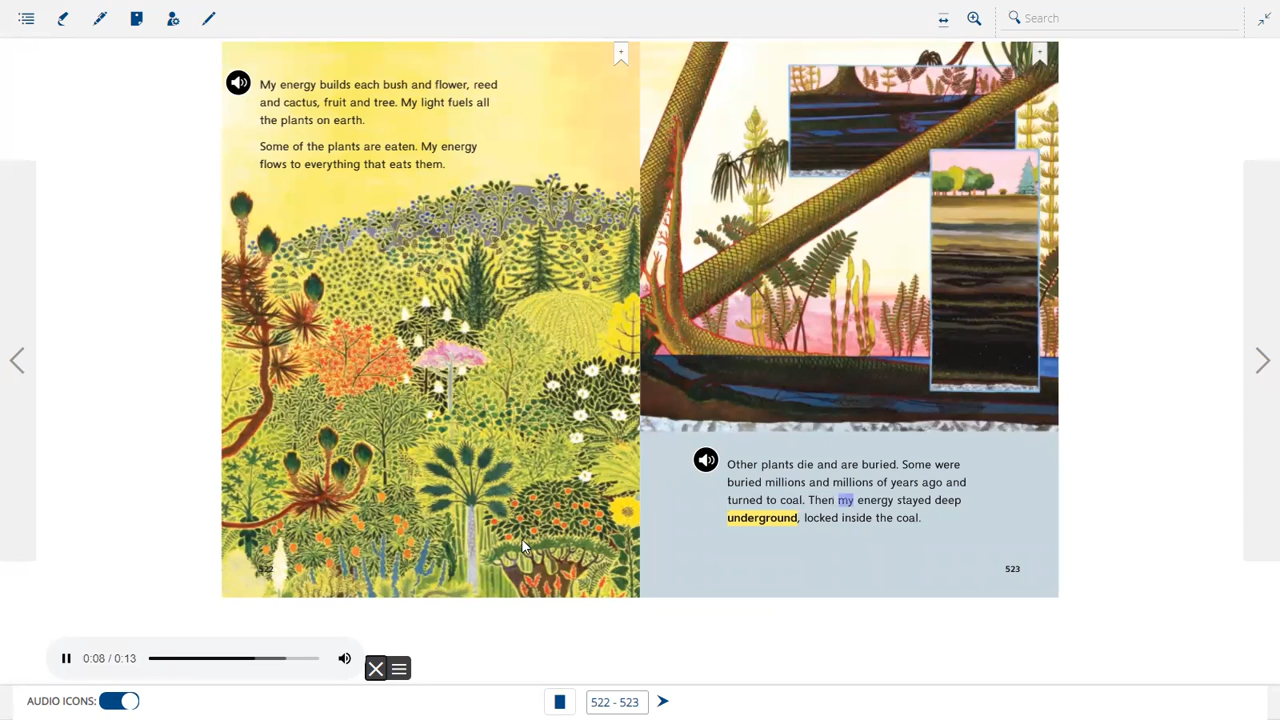 Search
My energy builds each bush and flower, reed
and cactus, fruit and tree. My light fuels all
the plants on earth.
Some of the plants are eaten. My energy
flows to everything that eats them.
522
Other plants die and are buried. Some were
buried millions and millions of years ago and
turned to coal. Then my energy stayed deep
underground, locked inside the coal.
523
0:08 / 0:13
AUDIO ICONS:
522 - 523